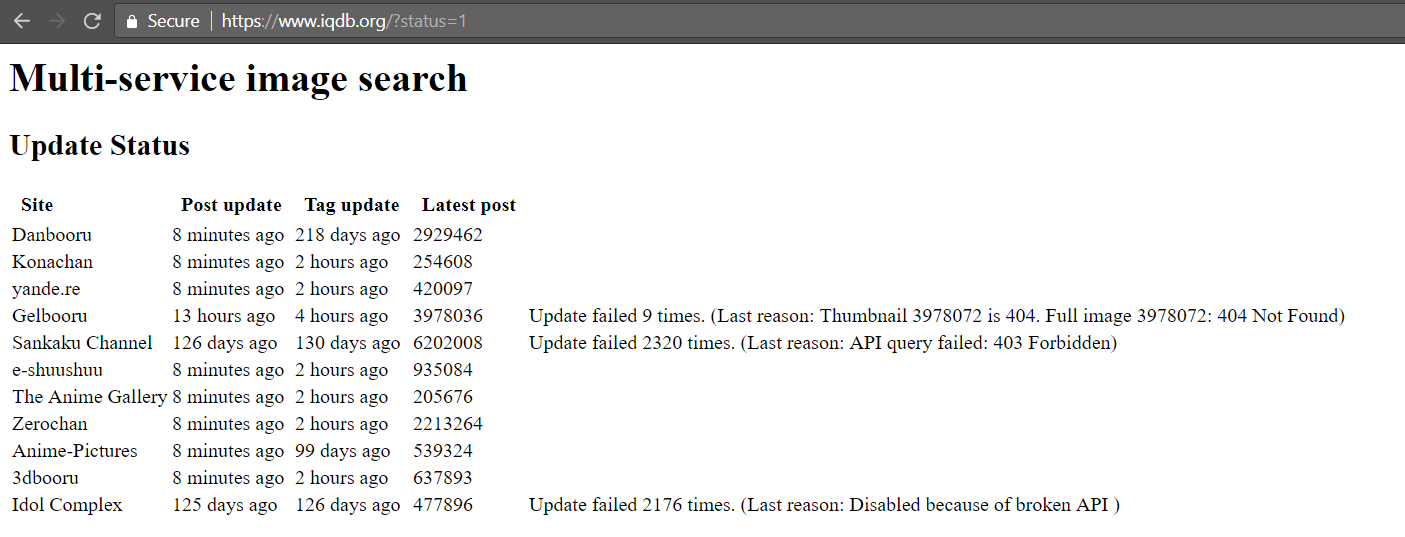 Secure | https://www.iqdb.org/?status=1
Multi-service image search
Update Status
Site Post update Tag update Latest post
Danbooru 8 minutes ago 218 days ago 2929462
Konachan 8 minutes ago 2 hours ago 254608
yande.re 8 minutes ago 2 hours ago 420097
Gelbooru 13 hours ago 4 hours ago 3978036 Update failed 9 times. (Last reason: Thumbnail 3978072 is 404. Full image 3978072: 404 Not Found)
Sankaku Channel 126 days ago 130 days ago 6202008 Update failed 2320 times. (Last reason: API query failed: 403 Forbidden)
e-shuushuu 8 minutes ago 2 hours ago 935084
The Anime Gallery 8 minutes ago 2 hours ago 205676
Zerochan 8 minutes ago 2 hours ago 2213264
Anime-Pictures 8 minutes ago 99 days ago 539324
3dbooru 8 minutes ago 2 hours ago 637893
Idol Complex 125 days ago 126 days ago 477896 Update failed 2176 times. (Last reason: Disabled because of broken API )